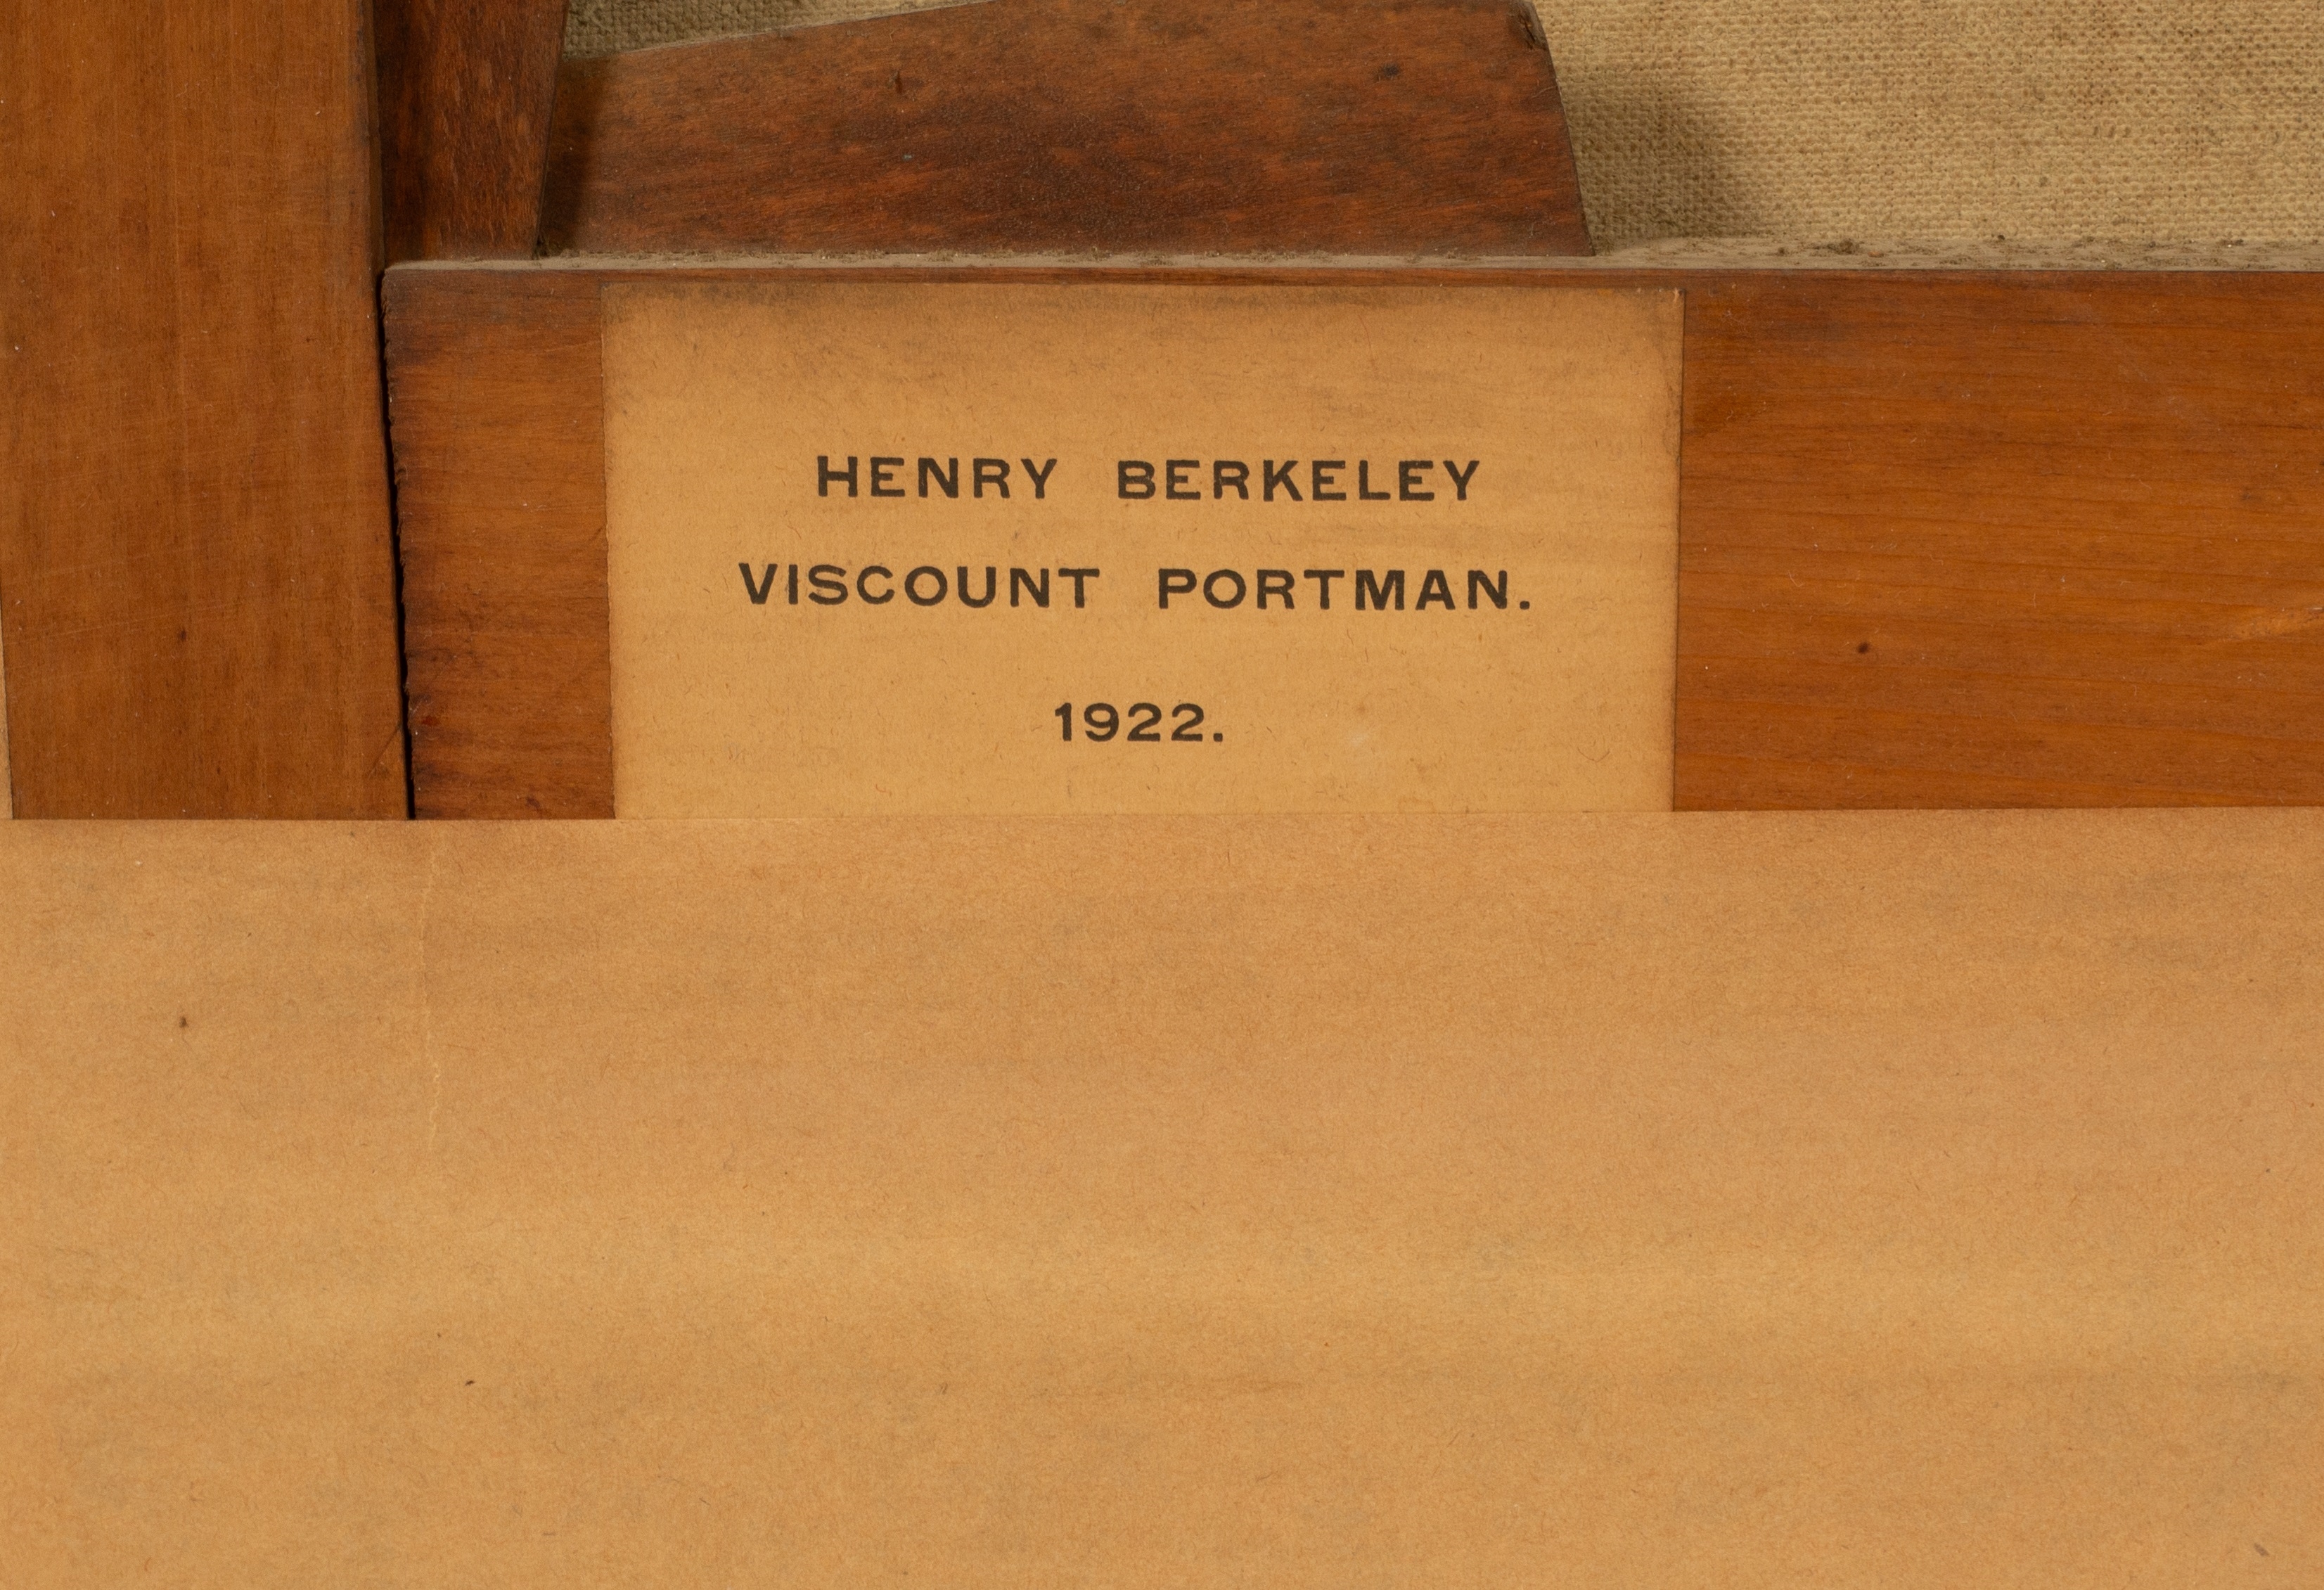 HENRY BERKELEY
VISCOUNT PORTMAN.
1922.